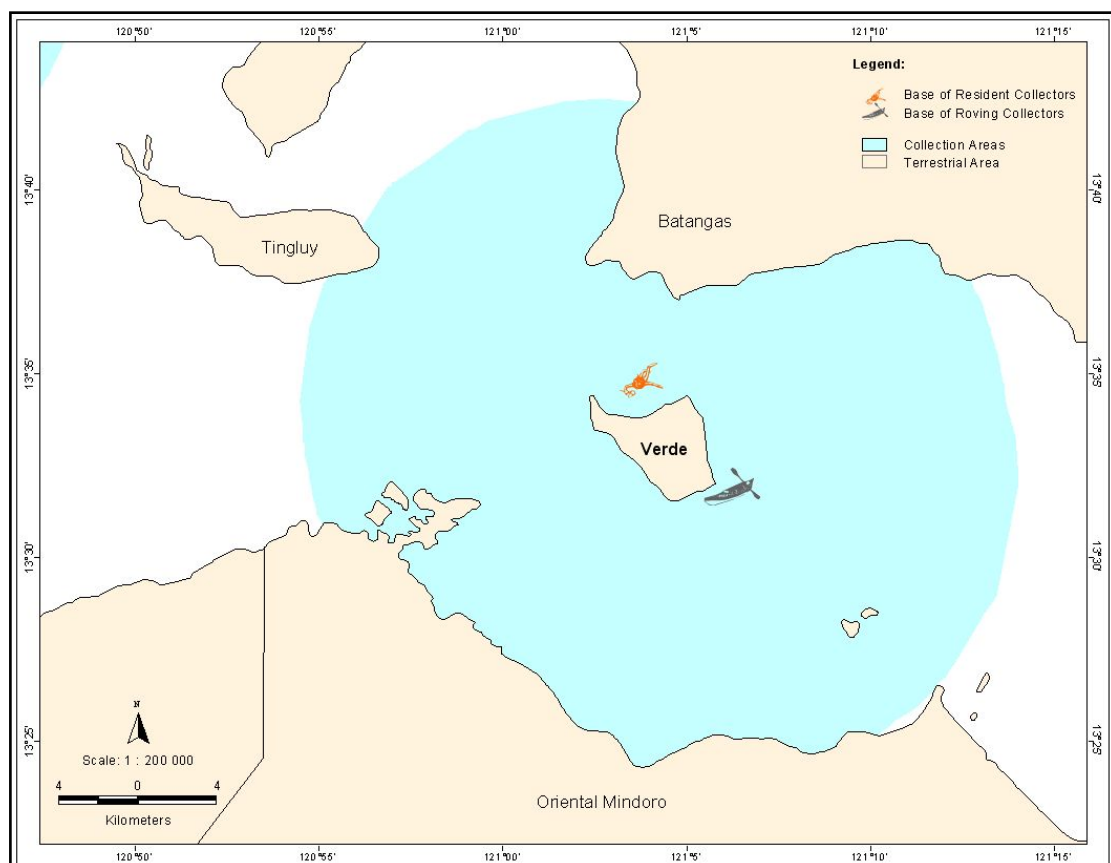 120°50' 120°55' 121°00' 121°5' 121°10' 121°15'
Legend:
Base of Resident Collectors
Base of Roving Collectors
Collection Areas
Terrestrial Area
13°40' 13°40'
Batangas
Tingluy
13°35' 13°35'
Verde
13°30' 13°30'
N
Scale: 1 : 200 000
4 0 4
Kilometers
13°25' 13°25'
Oriental Mindoro
120°50' 120°55' 121°00' 121°5' 121°10' 121°15'